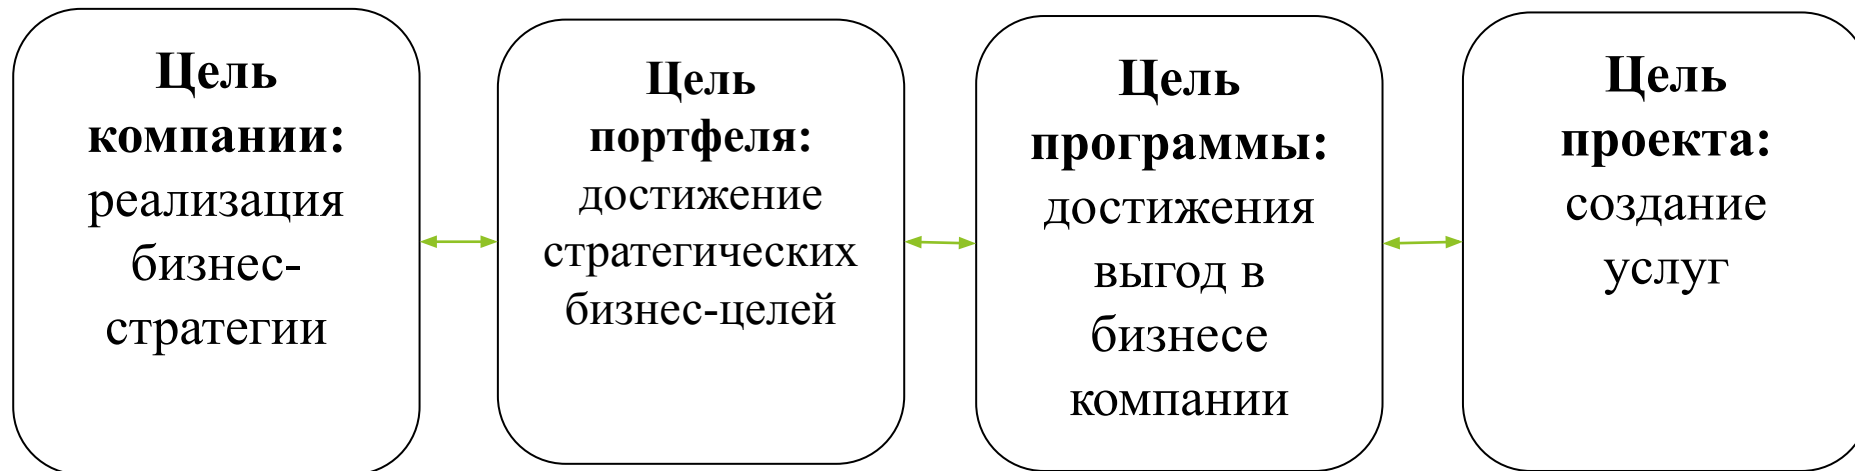 Цель
компании:
реализация
бизнес-
стратегии
Цель
портфеля:
достижение
стратегических
бизнес-целей
Цель
программы:
достижения
выгод в
бизнесе
компании
Цель
проекта:
создание
услуг